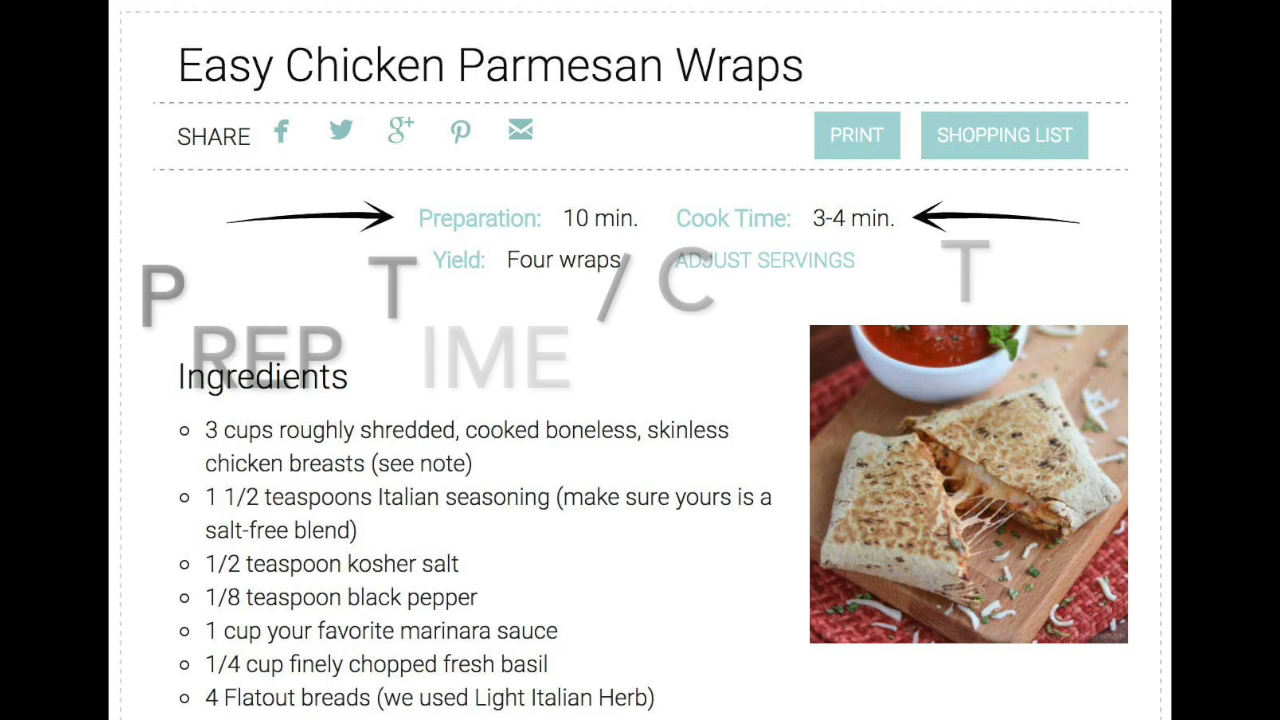 Easy Chicken Parmesan Wraps
SHARE
PRINT
SHOPPING LIST
Preparation: 10 min. Cook Time: 3-4 min.
Yield: Four wraps ADJUST SERVINGS
P T / C T
REP IME
Ingredients
3 cups roughly shredded, cooked boneless, skinless
chicken breasts (see note)
1 1/2 teaspoons Italian seasoning (make sure yours is a
salt-free blend)
1/2 teaspoon kosher salt
1/8 teaspoon black pepper
1 cup your favorite marinara sauce
1/4 cup finely chopped fresh basil
4 Flatout breads (we used Light Italian Herb)